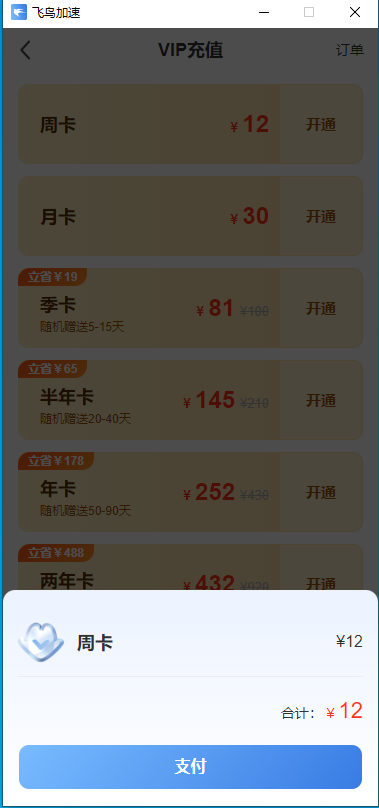 飞鸟加速
VIP充值
订单
周卡
¥ 12
开通
月卡
¥ 30
开通
立省¥19
季卡
随机赠送5-15天
¥ 81 ¥100
开通
立省¥65
半年卡
随机赠送20-40天
¥ 145 ¥210
开通
立省¥178
年卡
随机赠送50-90天
¥ 252 ¥430
开通
立省¥488
两年卡
¥ 432 ¥920
开通
周卡
¥12
合计: ¥ 12
支付